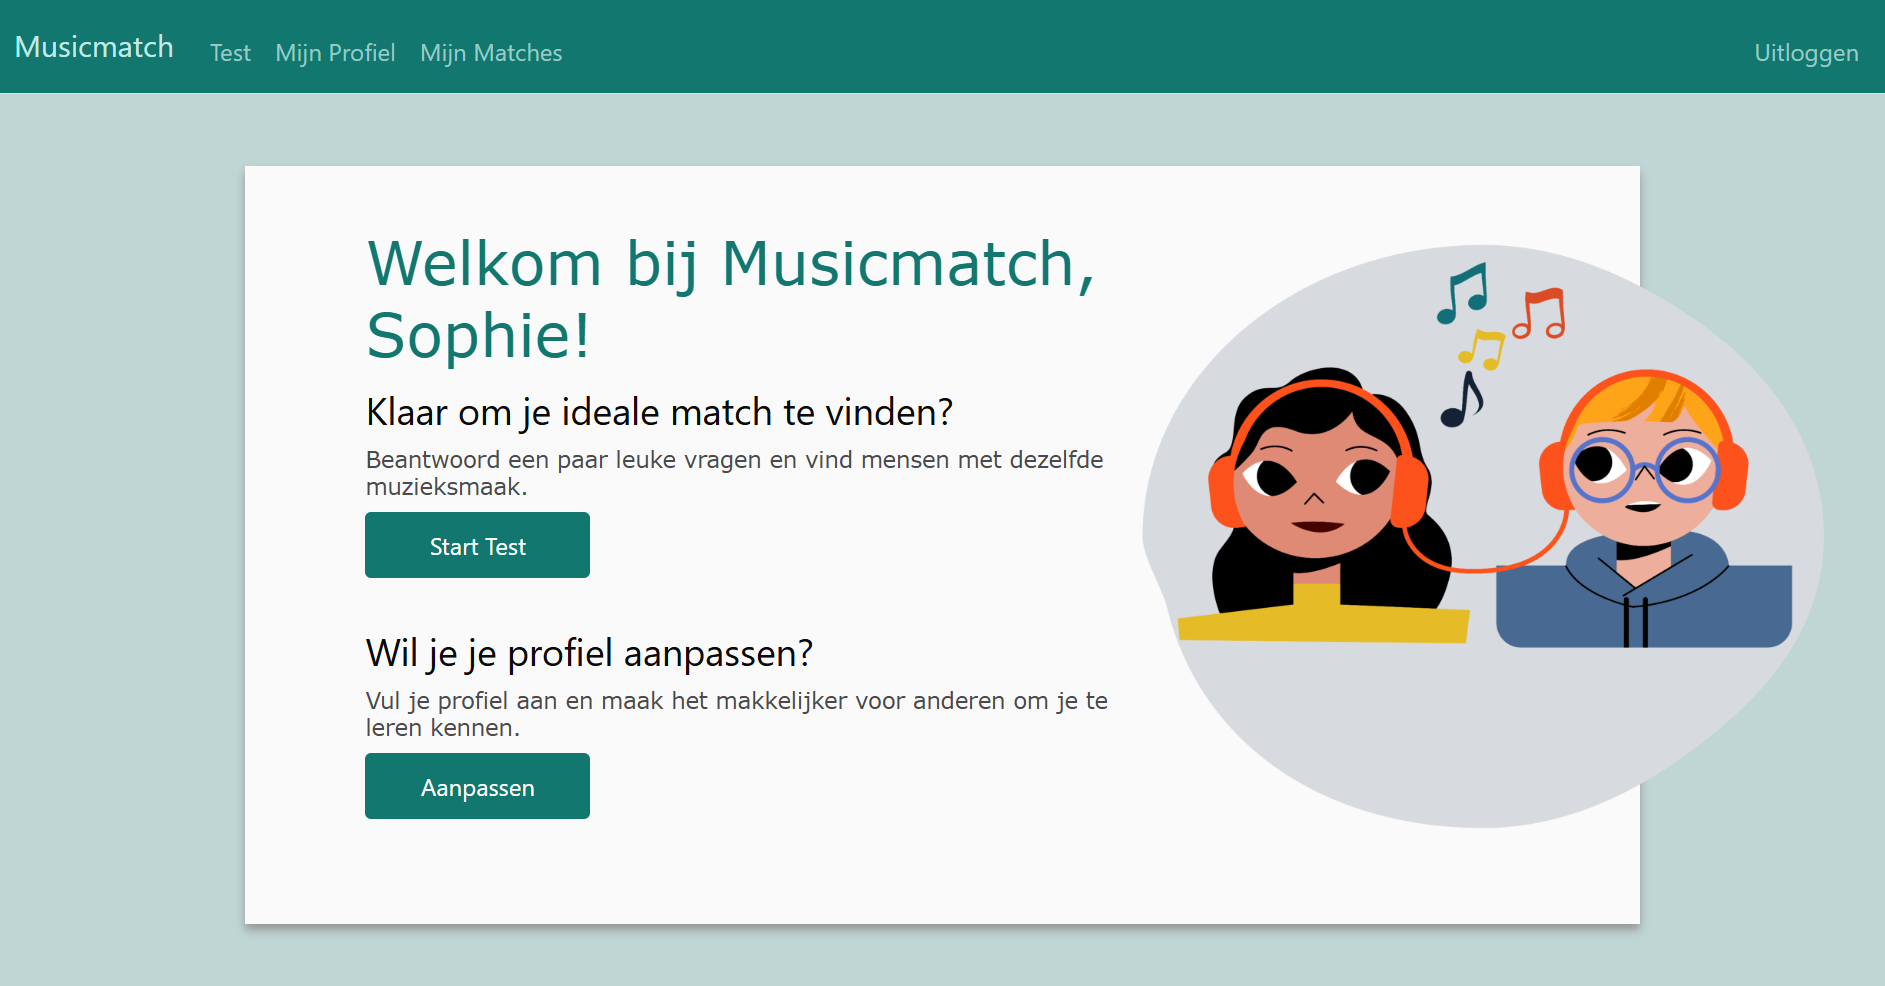 Musicmatch Test Mijn Profiel Mijn Matches Uitloggen
Welkom bij Musicmatch,
Sophie!
Klaar om je ideale match te vinden?
Beantwoord een paar leuke vragen en vind mensen met dezelfde
muzieksmaak.
Start Test
Wil je je profiel aanpassen?
Vul je profiel aan en maak het makkelijker voor anderen om je te
leren kennen.
Aanpassen